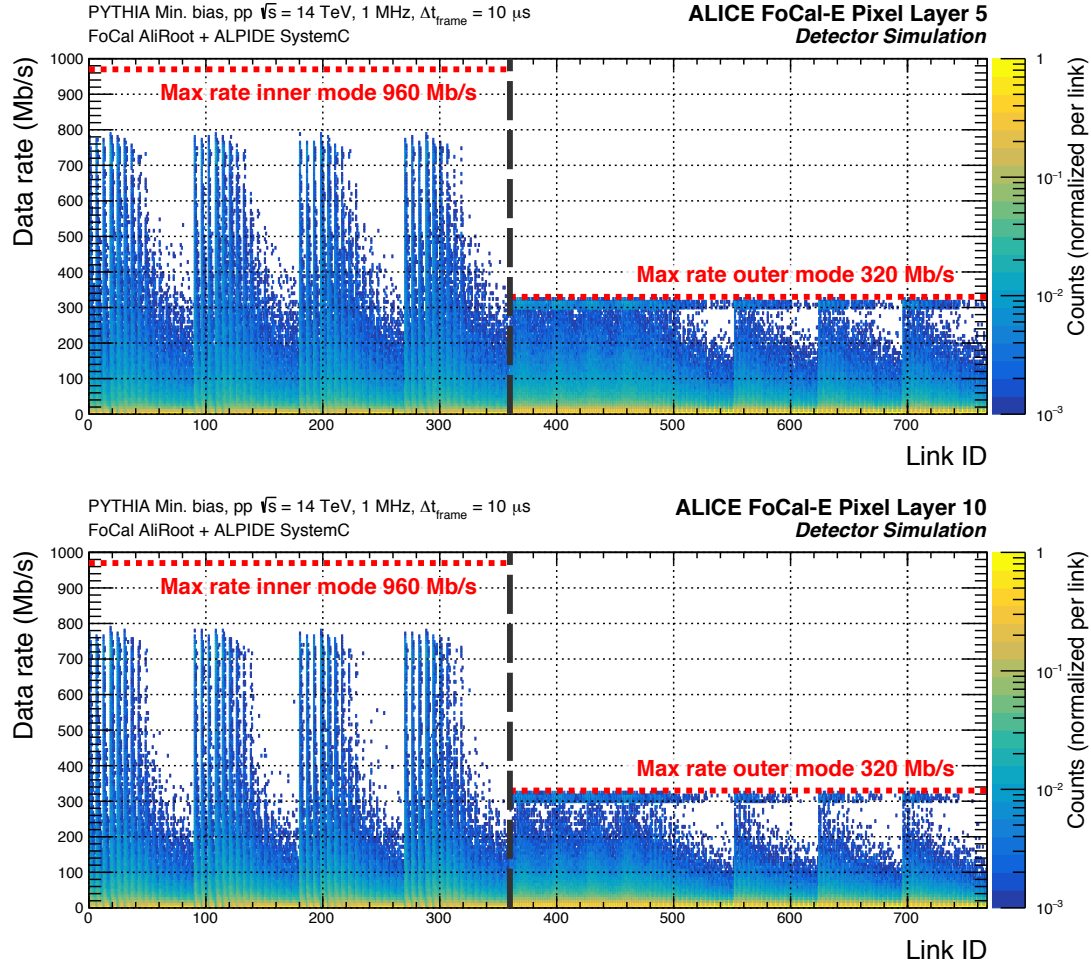 PYTHIA Min. bias, pp √s = 14 TeV, 1 MHz, Δt_frame = 10 μs
FoCal AliRoot + ALPIDE SystemC
ALICE FoCal-E Pixel Layer 5
Detector Simulation
Data rate (Mb/s)
1000
900
800
700
600
500
400
300
200
100
0
Max rate inner mode 960 Mb/s
Max rate outer mode 320 Mb/s
0 100 200 300 400 500 600 700
Link ID
1
10⁻¹
10⁻²
10⁻³
Counts (normalized per link)
PYTHIA Min. bias, pp √s = 14 TeV, 1 MHz, Δt_frame = 10 μs
FoCal AliRoot + ALPIDE SystemC
ALICE FoCal-E Pixel Layer 10
Detector Simulation
Data rate (Mb/s)
1000
900
800
700
600
500
400
300
200
100
0
Max rate inner mode 960 Mb/s
Max rate outer mode 320 Mb/s
0 100 200 300 400 500 600 700
Link ID
1
10⁻¹
10⁻²
10⁻³
Counts (normalized per link)